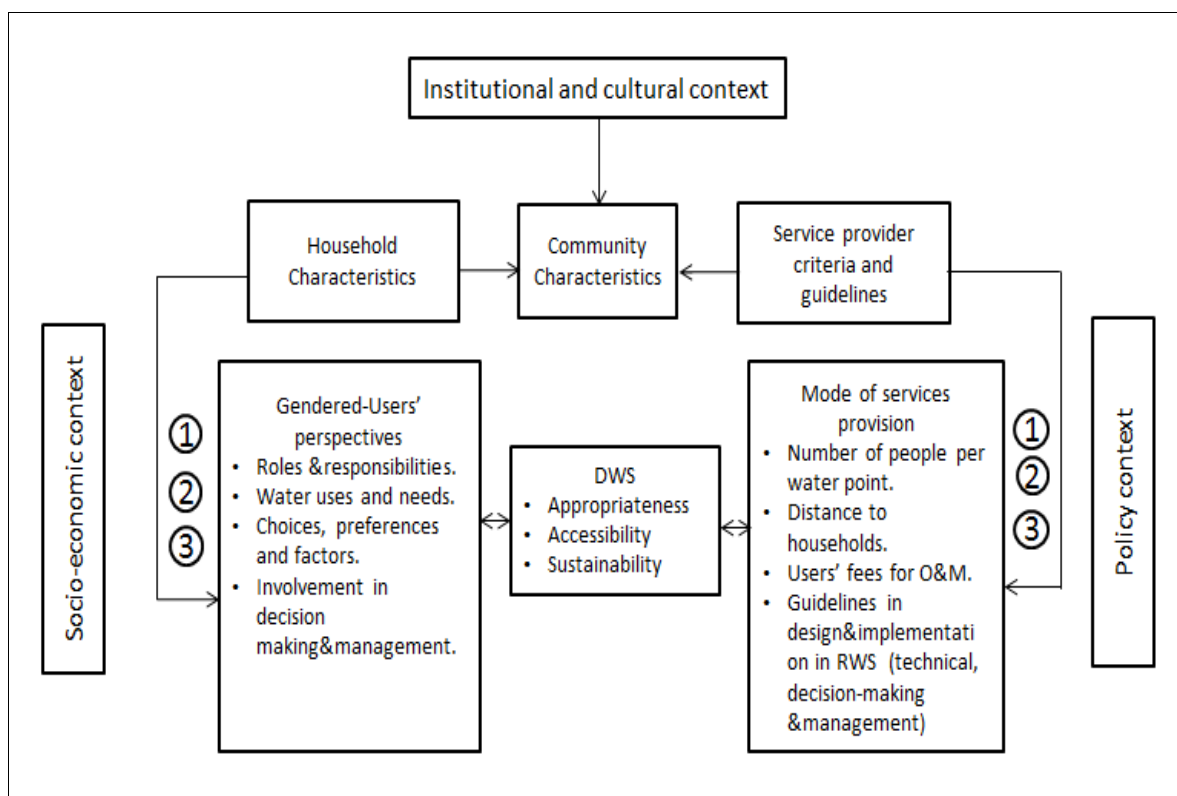 Institutional and cultural context
Household
Characteristics
Community
Characteristics
Service provider
criteria and
guidelines
Socio-economic context
①
②
③
Gendered-Users’
perspectives
• Roles &responsibilities.
• Water uses and needs.
• Choices, preferences
and factors.
• Involvement in
decision
making&management.
DWS
• Appropriateness
• Accessibility
• Sustainability
Mode of services
provision
• Number of people per
water point.
• Distance to
households.
• Users’ fees for O&M.
• Guidelines in
design&implementati
on in RWS (technical,
decision-making
&management)
①
②
③
Policy context